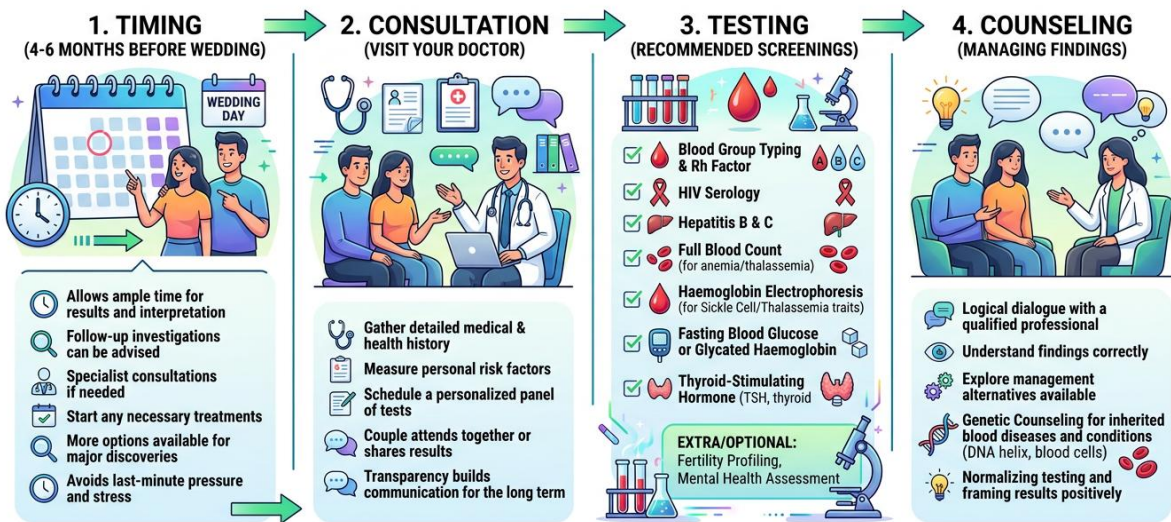 1. TIMING
(4-6 MONTHS BEFORE WEDDING)
WEDDING
DAY
Allows ample time for
results and interpretation
Follow-up investigations
can be advised
Specialist consultations
if needed
Start any necessary treatments
More options available for
major discoveries
Avoids last-minute pressure
and stress
2. CONSULTATION
(VISIT YOUR DOCTOR)
Gather detailed medical &
health history
Measure personal risk factors
Schedule a personalized panel
of tests
Couple attends together or
shares results
Transparency builds
communication for the long term
3. TESTING
(RECOMMENDED SCREENINGS)
Blood Group Typing
& Rh Factor
A B C
HIV Serology
Hepatitis B & C
Full Blood Count
(for anemia/thalassemia)
Haemoglobin Electrophoresis
(for Sickle Cell/Thalassemia traits)
Fasting Blood Glucose
or Glycated Haemoglobin
Thyroid-Stimulating
Hormone (TSH, thyroid
EXTRA/OPTIONAL:
Fertility Profiling,
Mental Health Assessment
4. COUNSELING
(MANAGING FINDINGS)
Logical dialogue with a
qualified professional
Understand findings correctly
Explore management
alternatives available
Genetic Counseling for inherited
blood diseases and conditions
(DNA helix, blood cells)
Normalizing testing and
framing results positively